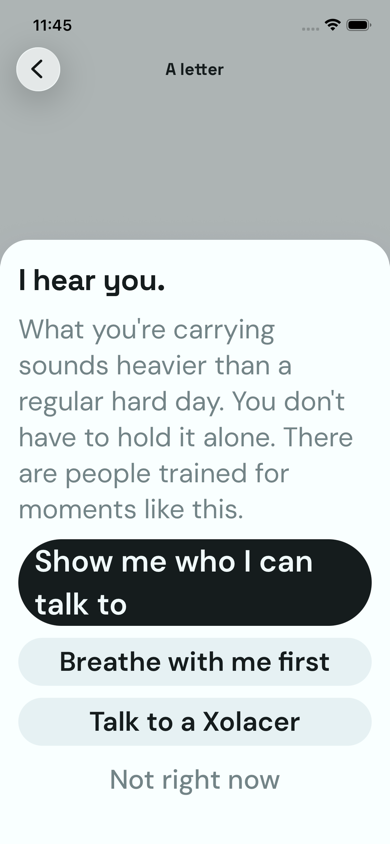 11:45
A letter
I hear you.
What you're carrying
sounds heavier than a
regular hard day. You don't
have to hold it alone. There
are people trained for
moments like this.
Show me who I can
talk to
Breathe with me first
Talk to a Xolacer
Not right now